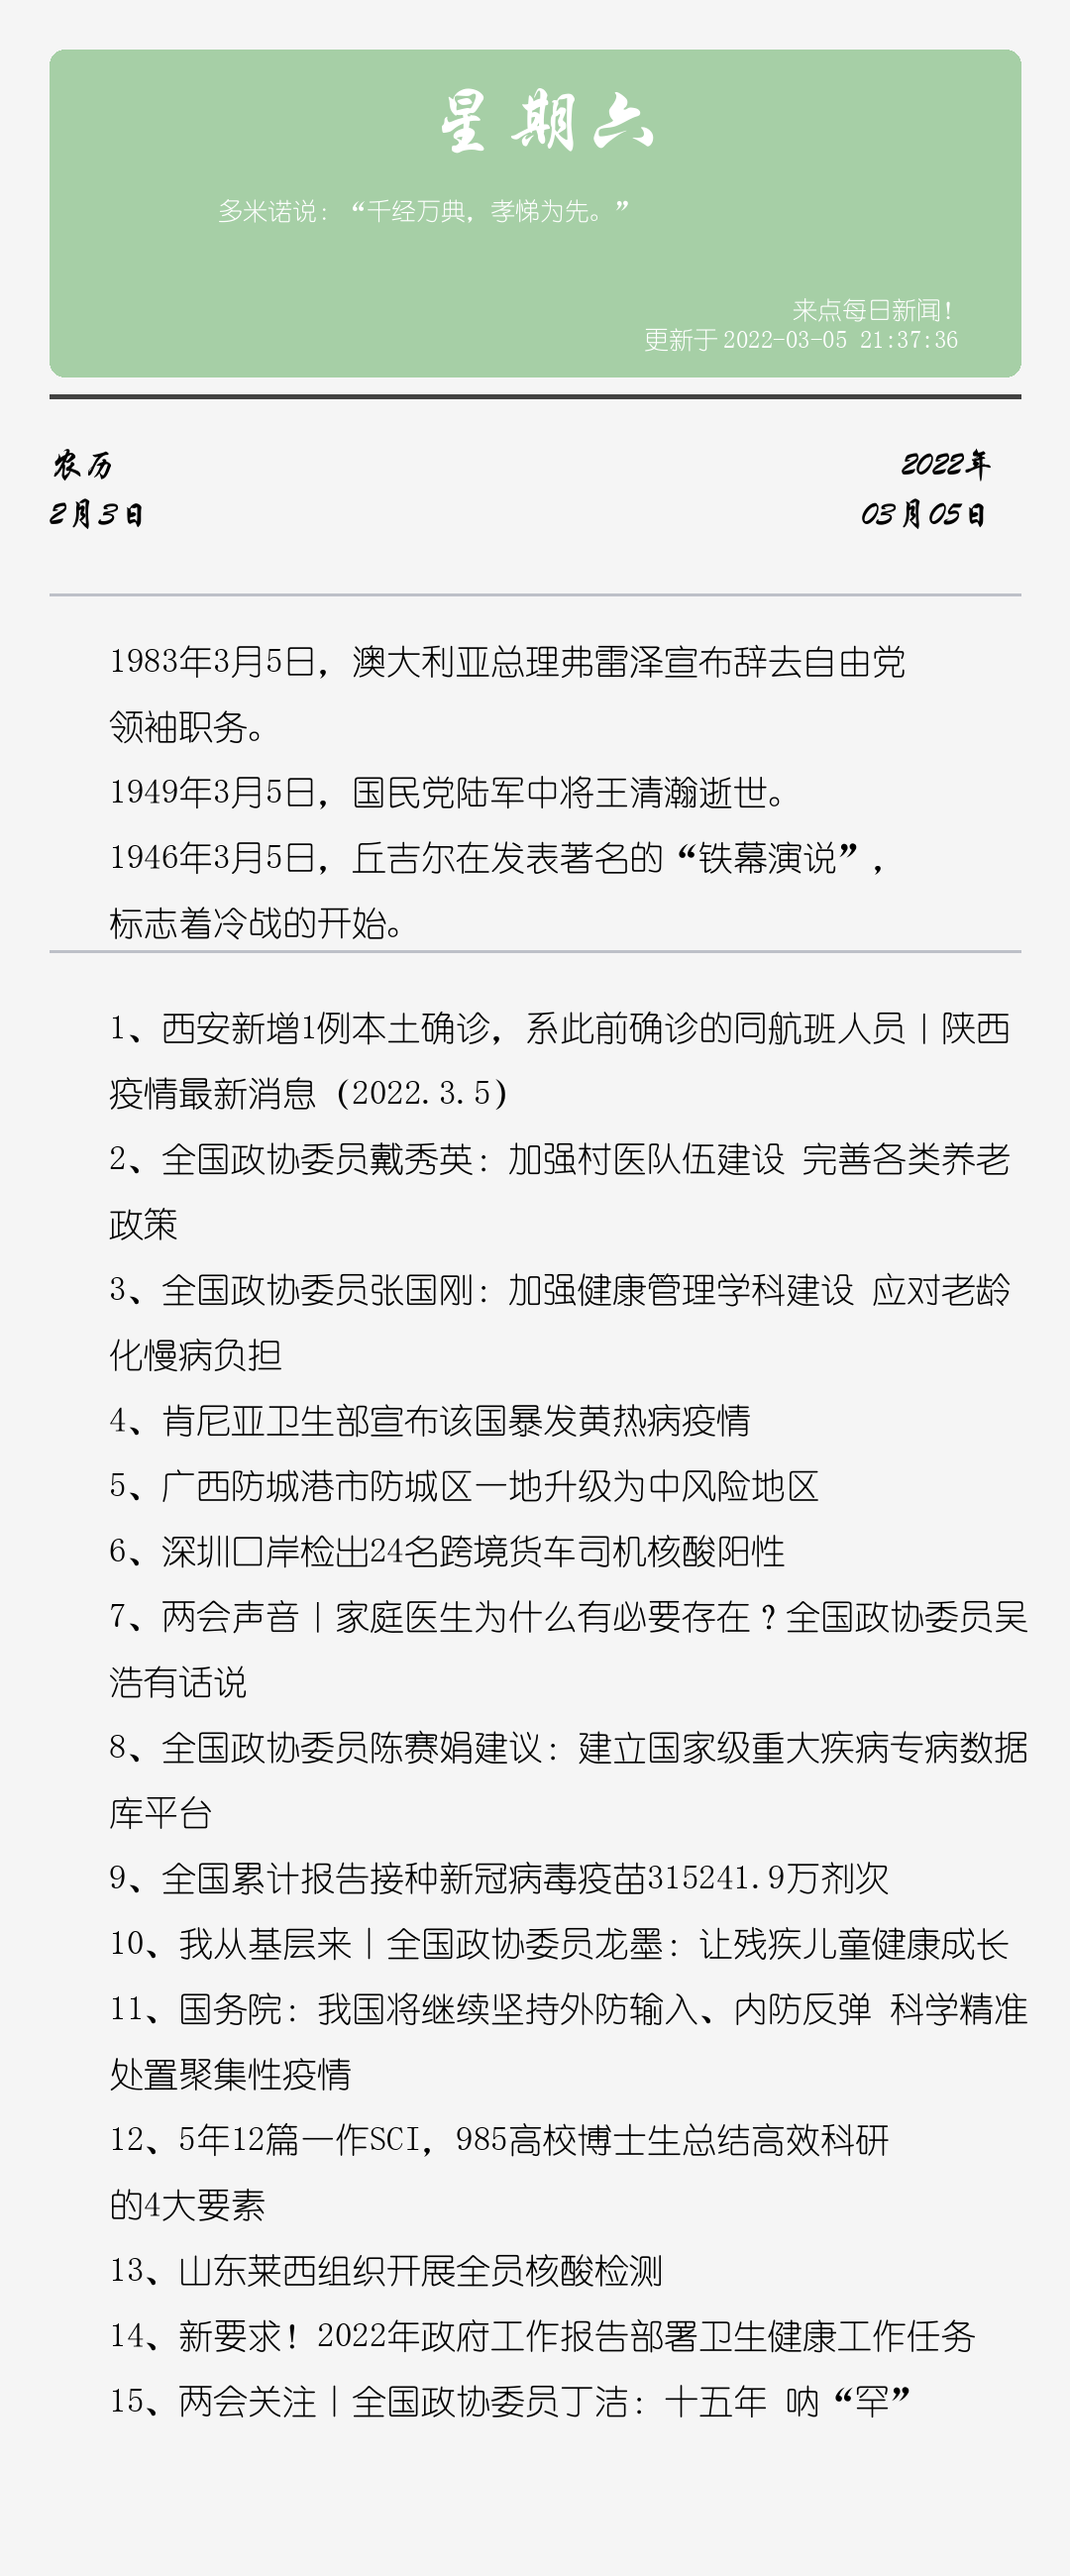 星期六
多米诺说：“千经万典，孝悌为先。”
来点每日新闻！
更新于 2022-03-05 21:37:36
农历
2022年
2月3日
03月05日
1983年3月5日，澳大利亚总理弗雷泽宣布辞去自由党
领袖职务。
1949年3月5日，国民党陆军中将王清瀚逝世。
1946年3月5日，丘吉尔在发表著名的“铁幕演说”，
标志着冷战的开始。
1、西安新增1例本土确诊，系此前确诊的同航班人员｜陕西
疫情最新消息（2022.3.5）
2、全国政协委员戴秀英：加强村医队伍建设 完善各类养老
政策
3、全国政协委员张国刚：加强健康管理学科建设 应对老龄
化慢病负担
4、肯尼亚卫生部宣布该国暴发黄热病疫情
5、广西防城港市防城区一地升级为中风险地区
6、深圳口岸检出24名跨境货车司机核酸阳性
7、两会声音丨家庭医生为什么有必要存在？全国政协委员吴
浩有话说
8、全国政协委员陈赛娟建议：建立国家级重大疾病专病数据
库平台
9、全国累计报告接种新冠病毒疫苗315241.9万剂次
10、我从基层来丨全国政协委员龙墨：让残疾儿童健康成长
11、国务院：我国将继续坚持外防输入、内防反弹 科学精准
处置聚集性疫情
12、5年12篇一作SCI，985高校博士生总结高效科研
的4大要素
13、山东莱西组织开展全员核酸检测
14、新要求！2022年政府工作报告部署卫生健康工作任务
15、两会关注丨全国政协委员丁洁：十五年 呐“罕”